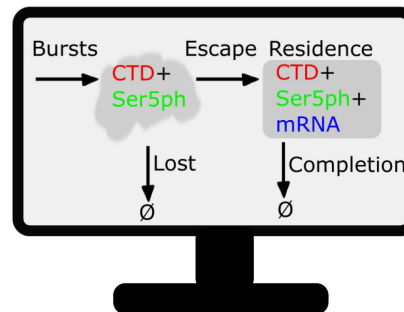 Bursts
CTD+
Ser5ph
Escape
Residence
CTD+
Ser5ph+
mRNA
Lost
Ø
Completion
Ø